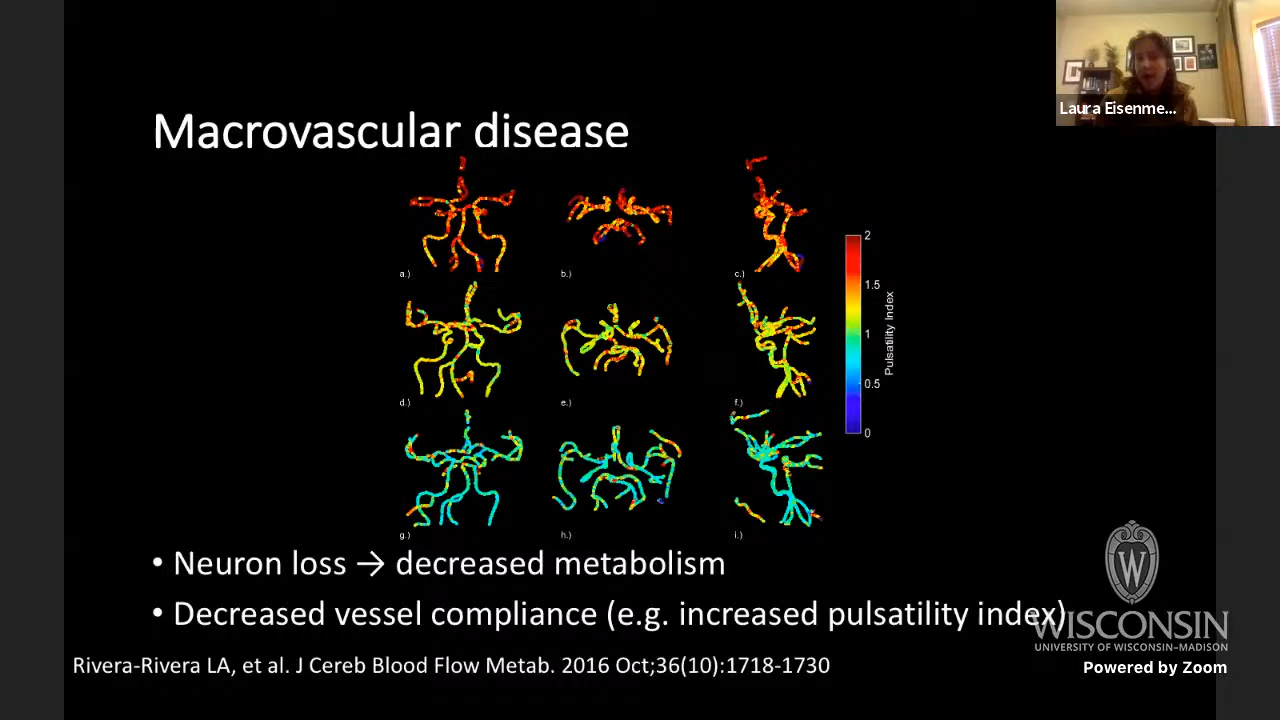 Laura Eisenme...
Macrovascular disease
a.)
b.)
c.)
2
1.5
1
0.5
0
Pulsatility Index
d.)
e.)
f.)
g.)
h.)
i.)
• Neuron loss → decreased metabolism
• Decreased vessel compliance (e.g. increased pulsatility index)
Rivera-Rivera LA, et al. J Cereb Blood Flow Metab. 2016 Oct;36(10):1718-1730
W
WISCONSIN
UNIVERSITY OF WISCONSIN–MADISON
Powered by Zoom